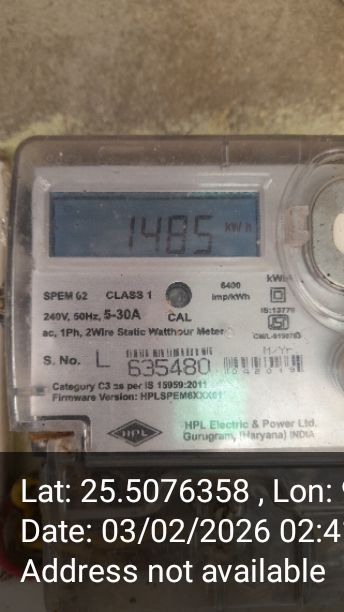 1485 kWh
kWh
SPEM 02 CLASS 1 6400
imp/kWh
240V, 50Hz, 5-30A CAL IS:13779
ac, 1Ph, 2Wire Static Watthour Meter
S. No. L 635480 M/Yr
Category C3 as per IS 15959:2011
Firmware Version:
HPL HPL Electric & Power Ltd.
Gurugram, (Haryana) INDIA
Lat: 25.5076358 , Lon:
Date: 03/02/2026 02:4
Address not available